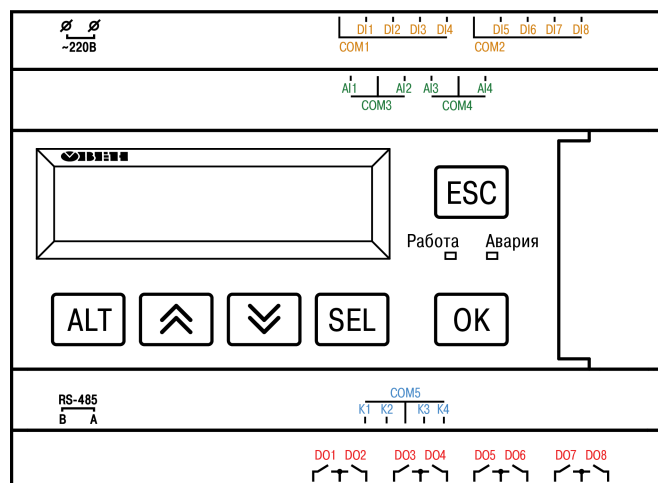 DI1 DI2 DI3 DI4 DI5 DI6 DI7 DI8
~220В COM1 COM2
AI1 AI2 AI3 AI4
COM3 COM4
ОВЕН
ESC
Работа Авария
ALT SEL OK
RS-485 COM5
B A K1 K2 K3 K4
DO1 DO2 DO3 DO4 DO5 DO6 DO7 DO8